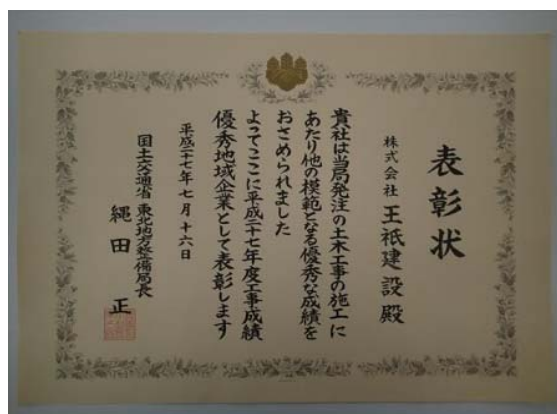 表彰状
株式会社 王祇建設殿
貴社は当局発注の土木工事の施工に
あたり他の模範となる優秀な成績を
おさめられました
よってここに平成二十七年度工事成績
優秀地域企業として表彰します
平成二十七年七月十六日
国土交通省 東北地方整備局長
縄田 正